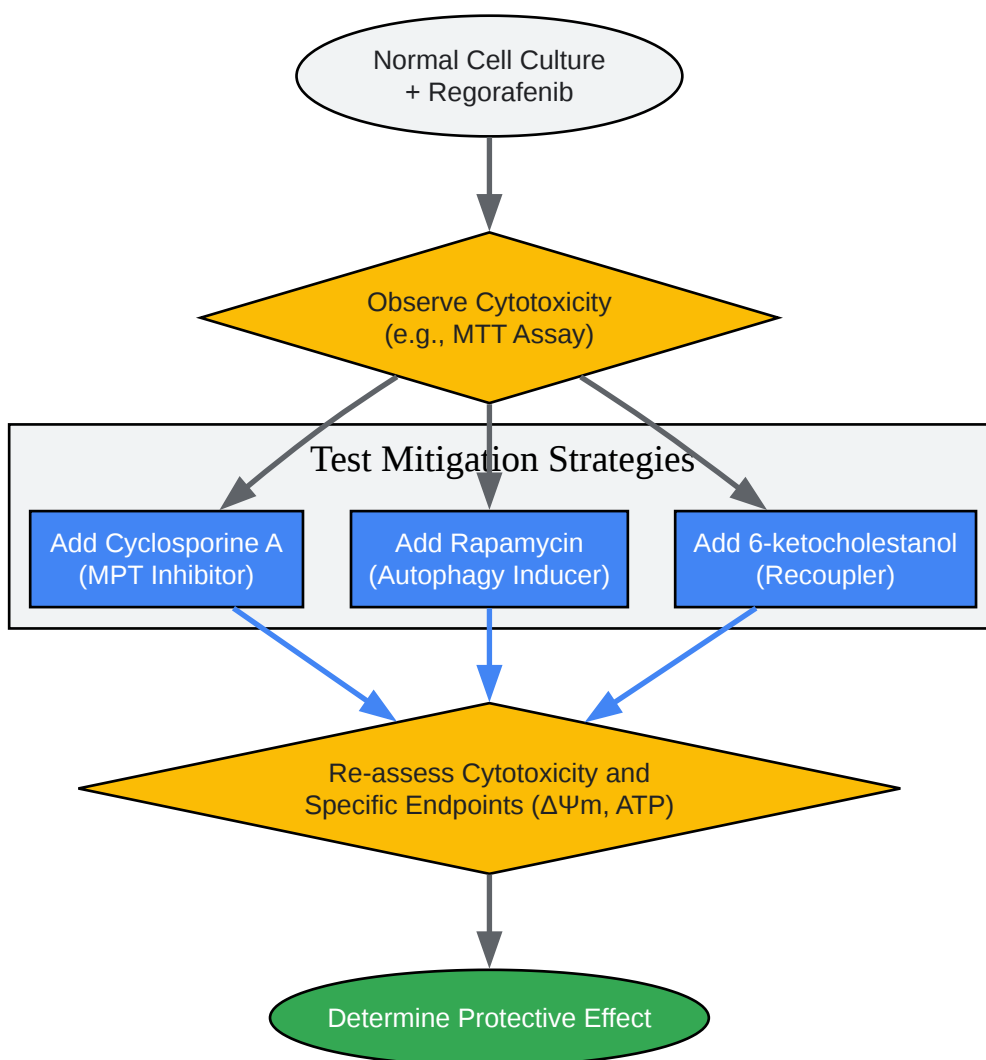 Normal Cell Culture
+ Regorafenib
Observe Cytotoxicity
(e.g., MTT Assay)
Test Mitigation Strategies
Add Cyclosporine A
(MPT Inhibitor)
Add Rapamycin
(Autophagy Inducer)
Add 6-ketocholestanol
(Recoupler)
Re-assess Cytotoxicity and
Specific Endpoints (ΔΨm, ATP)
Determine Protective Effect